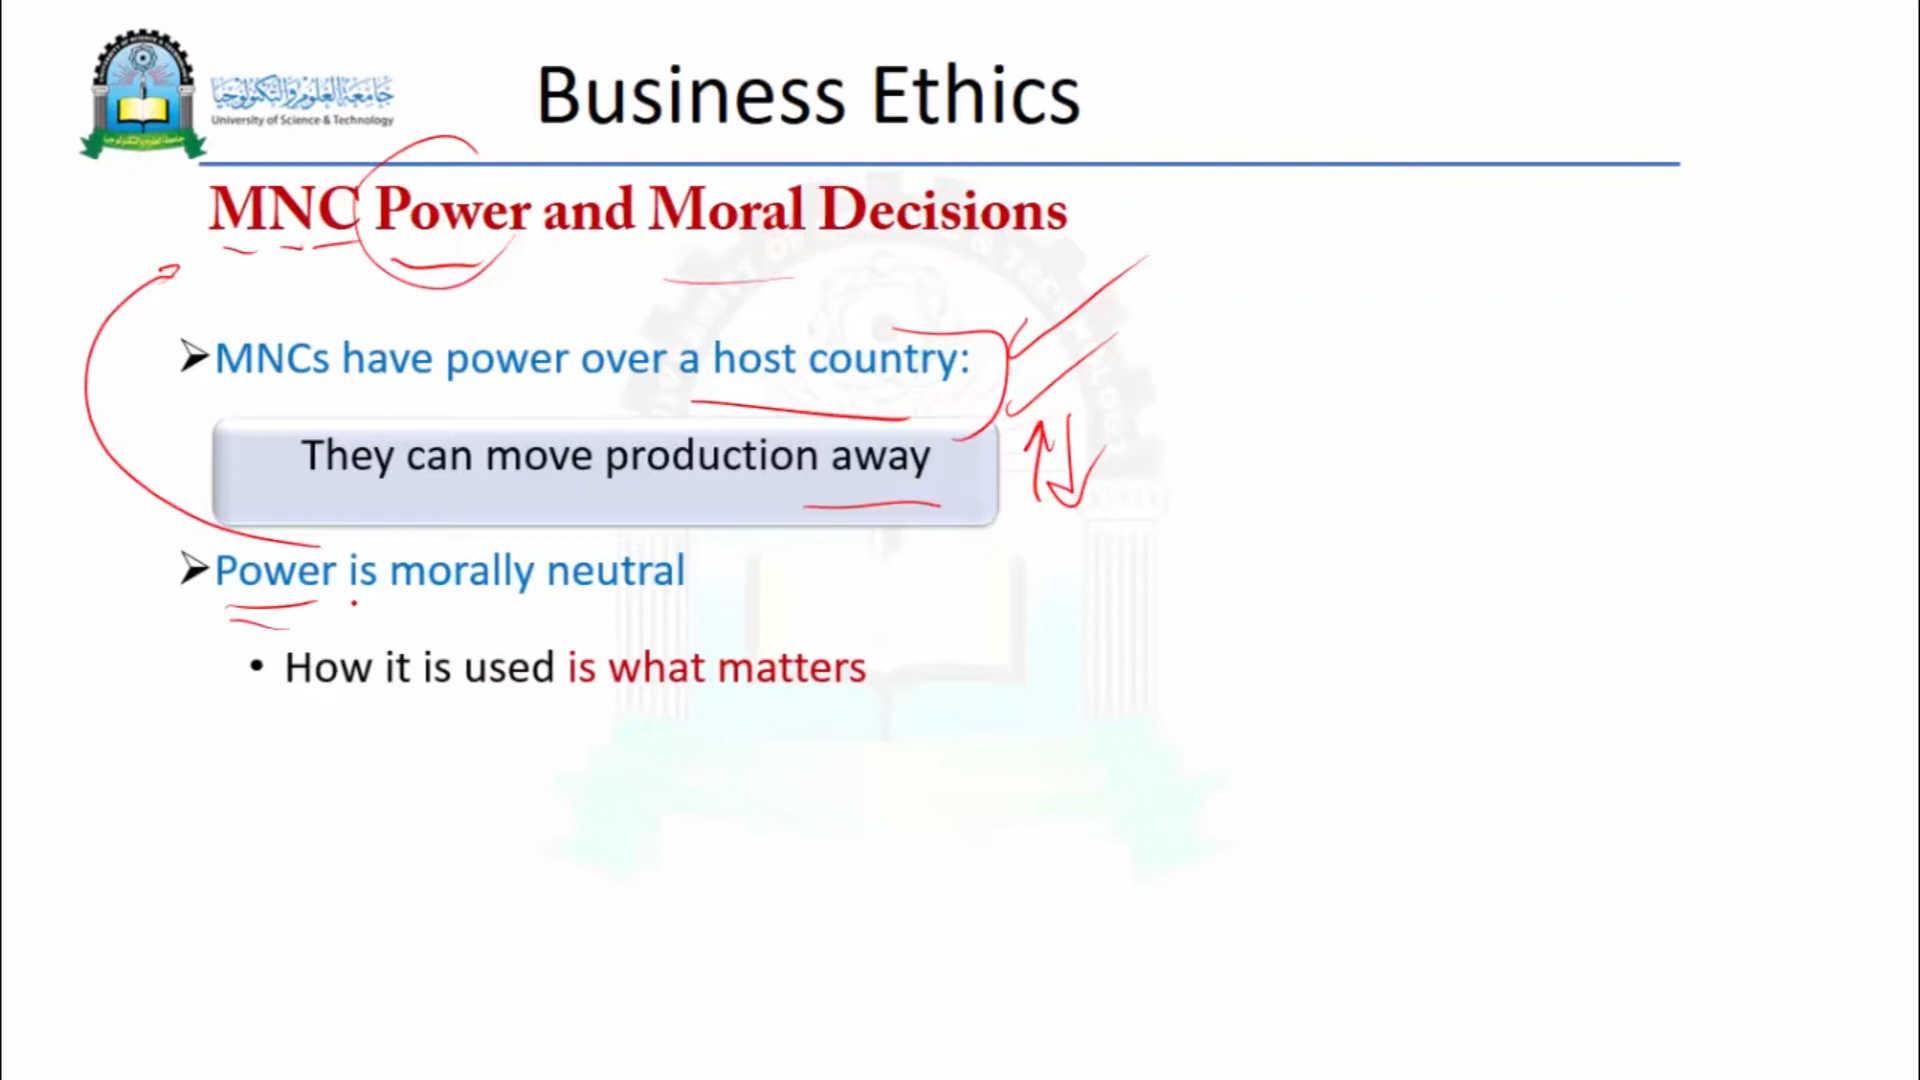 جامعة العلوم والتكنولوجيا
University of Science & Technology
Business Ethics
MNC Power and Moral Decisions
MNCs have power over a host country:
They can move production away
Power is morally neutral
• How it is used is what matters